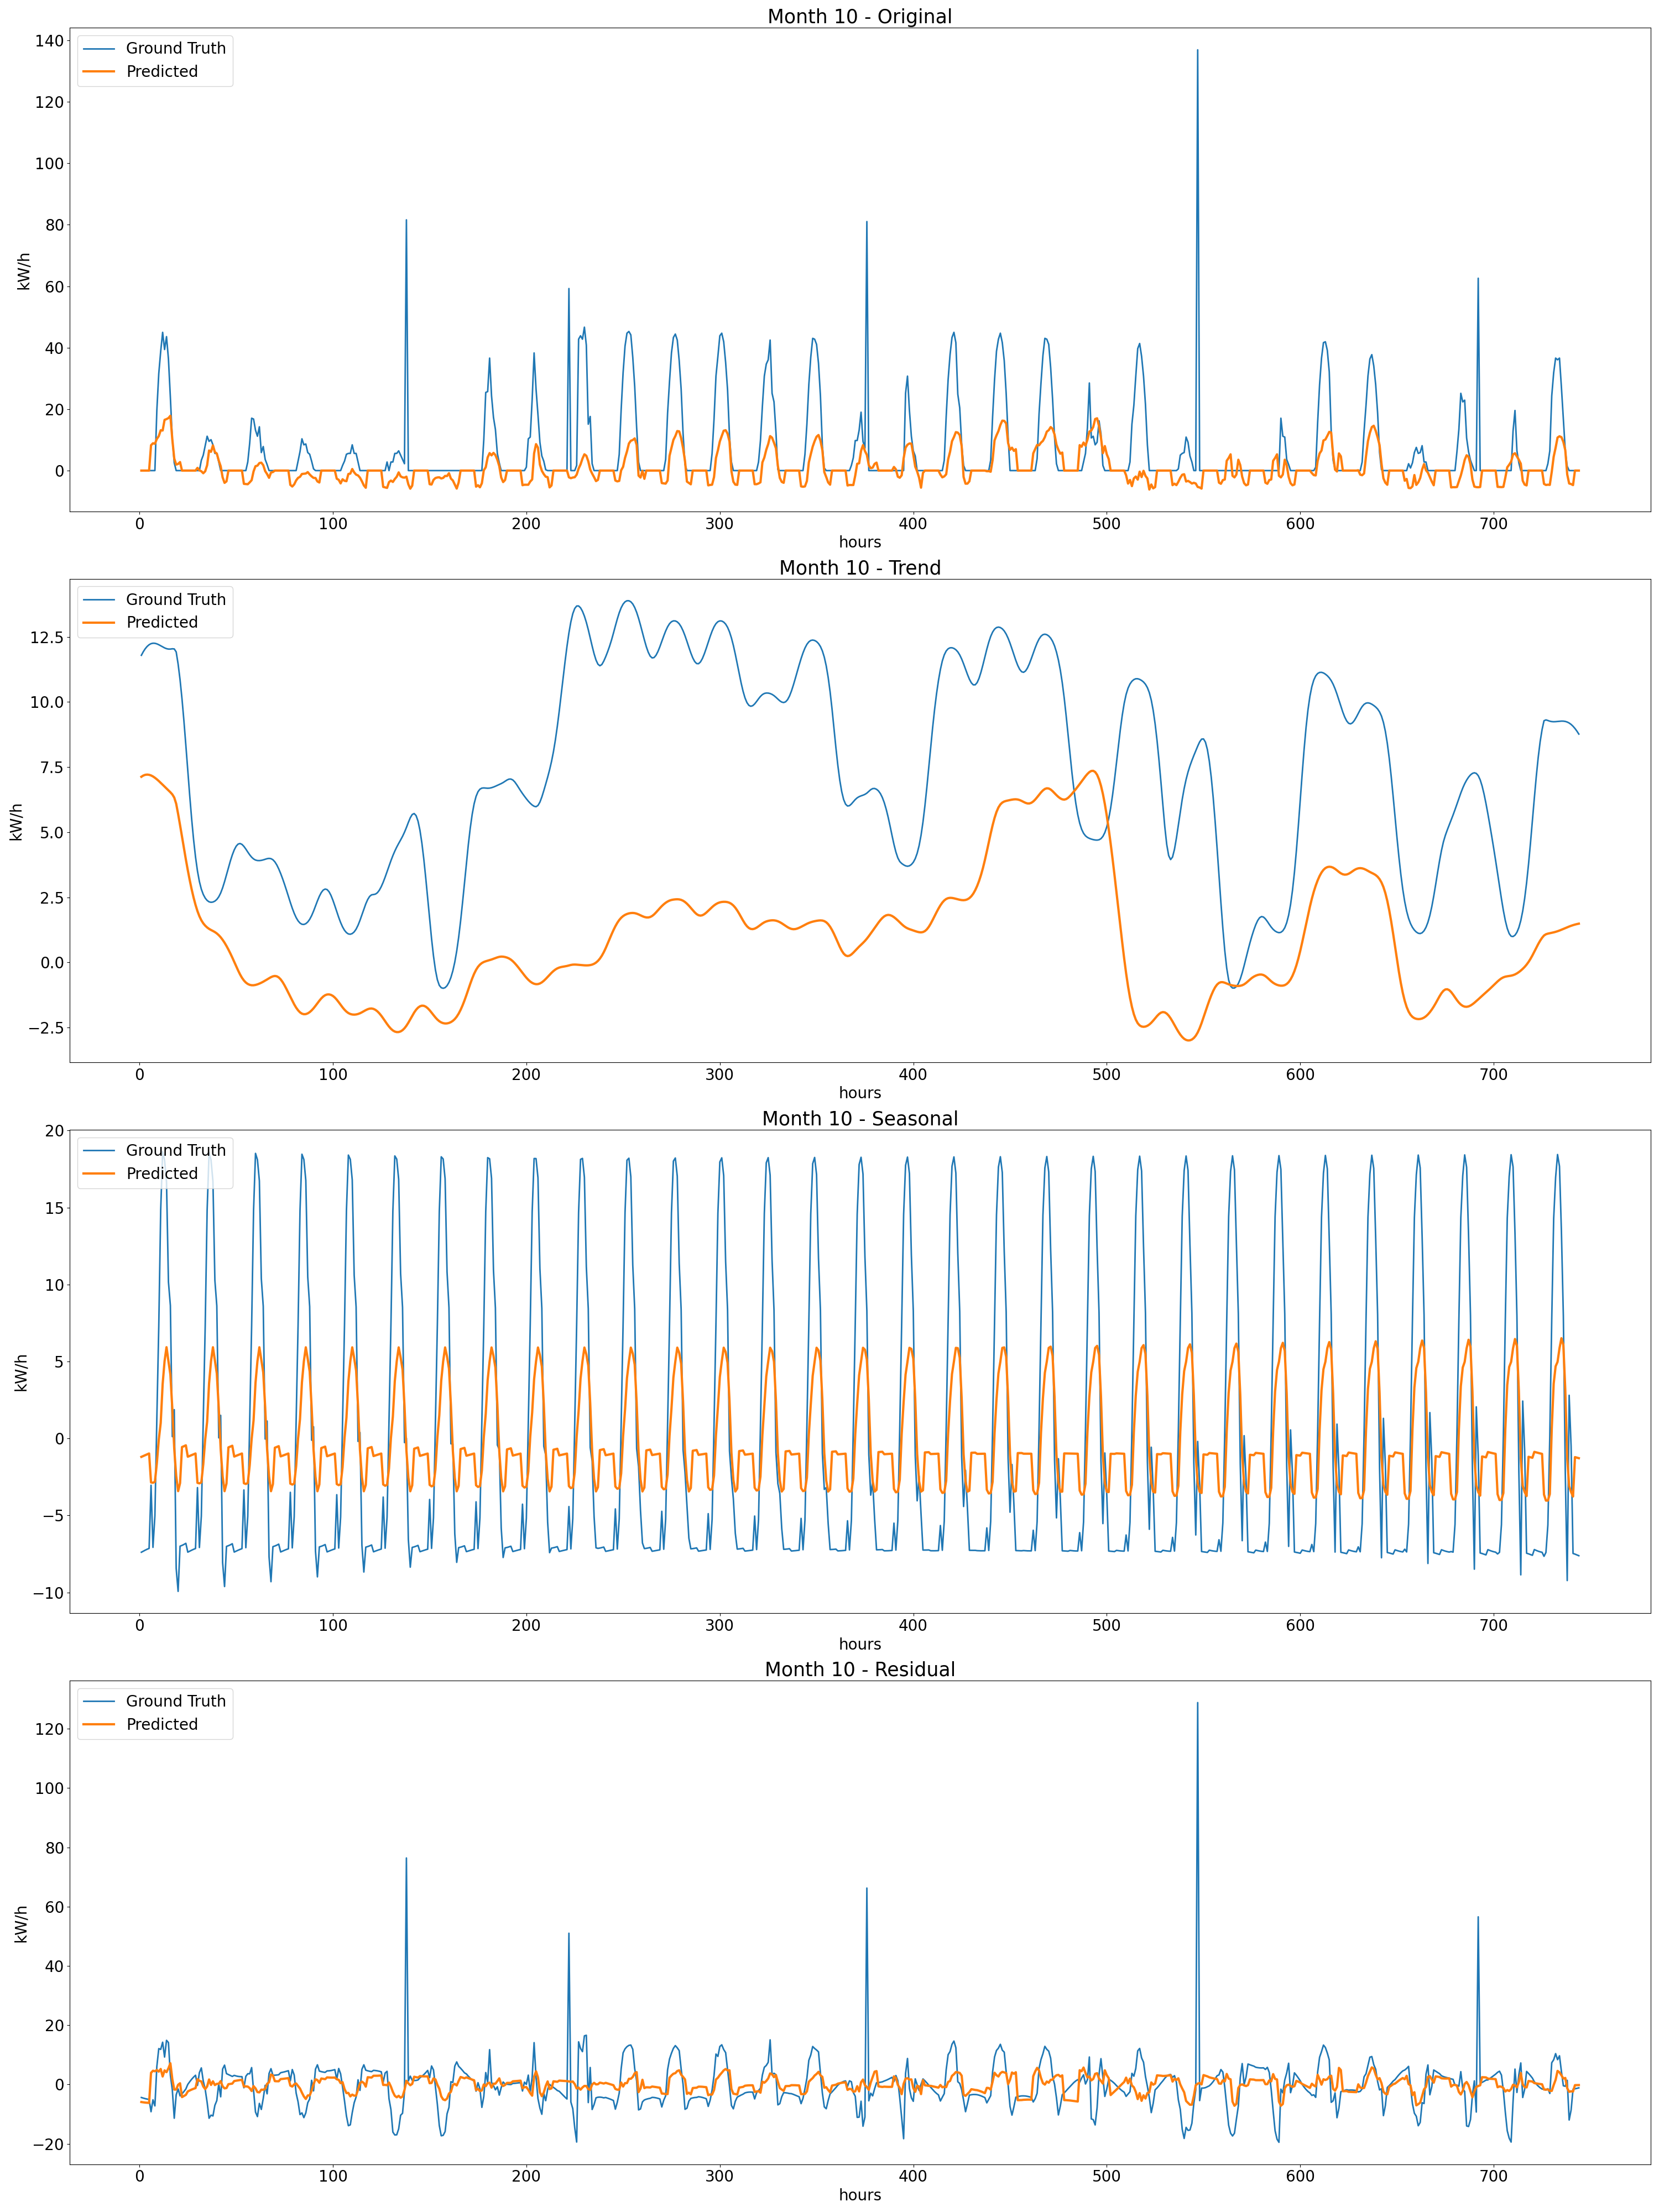 Month 10 - Original
Ground Truth
Predicted
kW/h
140
120
100
80
60
40
20
0
0 100 200 300 400 500 600 700
hours
Month 10 - Trend
Ground Truth
Predicted
kW/h
12.5
10.0
7.5
5.0
2.5
0.0
−2.5
0 100 200 300 400 500 600 700
hours
Month 10 - Seasonal
Ground Truth
Predicted
kW/h
20
15
10
5
0
−5
−10
0 100 200 300 400 500 600 700
hours
Month 10 - Residual
Ground Truth
Predicted
kW/h
120
100
80
60
40
20
0
−20
0 100 200 300 400 500 600 700
hours